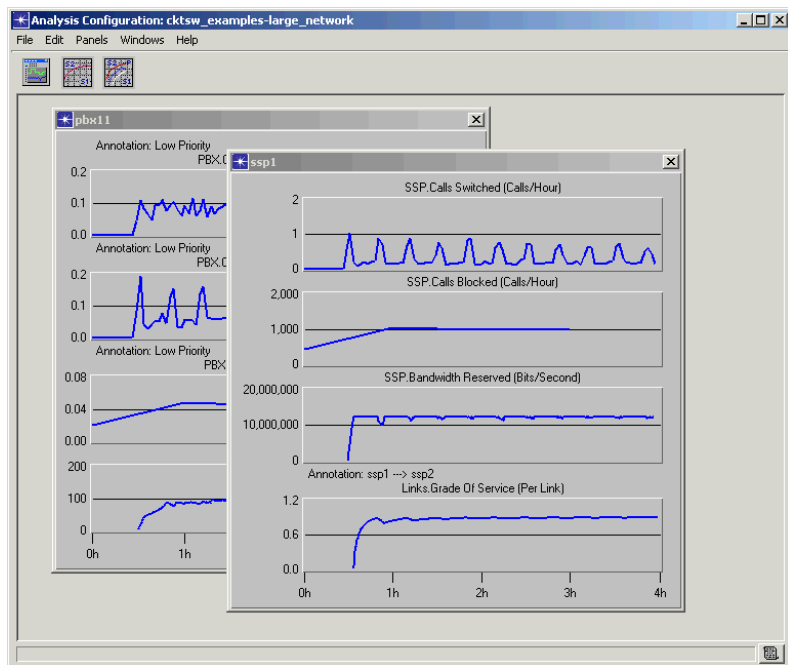 Analysis Configuration: cktsw_examples-large_network
File Edit Panels Windows Help
pbx11
Annotation: Low Priority
0.2
0.1
0.0
Annotation: Low Priority
0.2
0.1
0.0
Annotation: Low Priority
PBX
0.08
0.04
0.00
200
100
0
0h 1h
ssp1
SSP.Calls Switched (Calls/Hour)
2
1
0
SSP.Calls Blocked (Calls/Hour)
2,000
1,000
0
SSP.Bandwidth Reserved (Bits/Second)
20,000,000
10,000,000
0
Annotation: ssp1 ---> ssp2
Links.Grade Of Service (Per Link)
1.2
0.6
0.0
0h 1h 2h 3h 4h